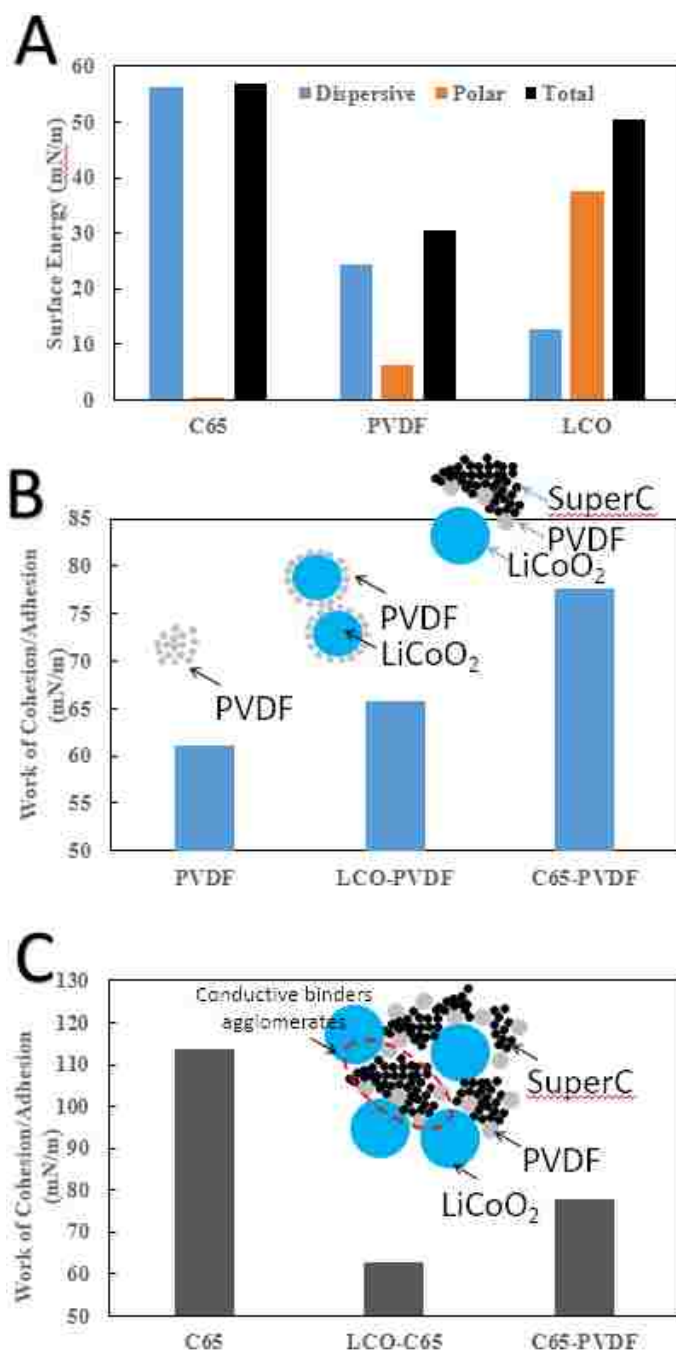 A
60
50
40
30
20
10
0
Surface Energy (mN/m)
Dispersive Polar Total
C65 PVDF LCO
B
85
80
75
70
65
60
55
50
Work of Cohesion/Adhesion
(mN/m)
SuperC
PVDF
LiCoO₂
PVDF
LiCoO₂
PVDF
PVDF LCO-PVDF C65-PVDF
C
130
120
110
100
90
80
70
60
50
Work of Cohesion/Adhesion
(mN/m)
Conductive binders
agglomerates
SuperC
PVDF
LiCoO₂
C65 LCO-C65 C65-PVDF